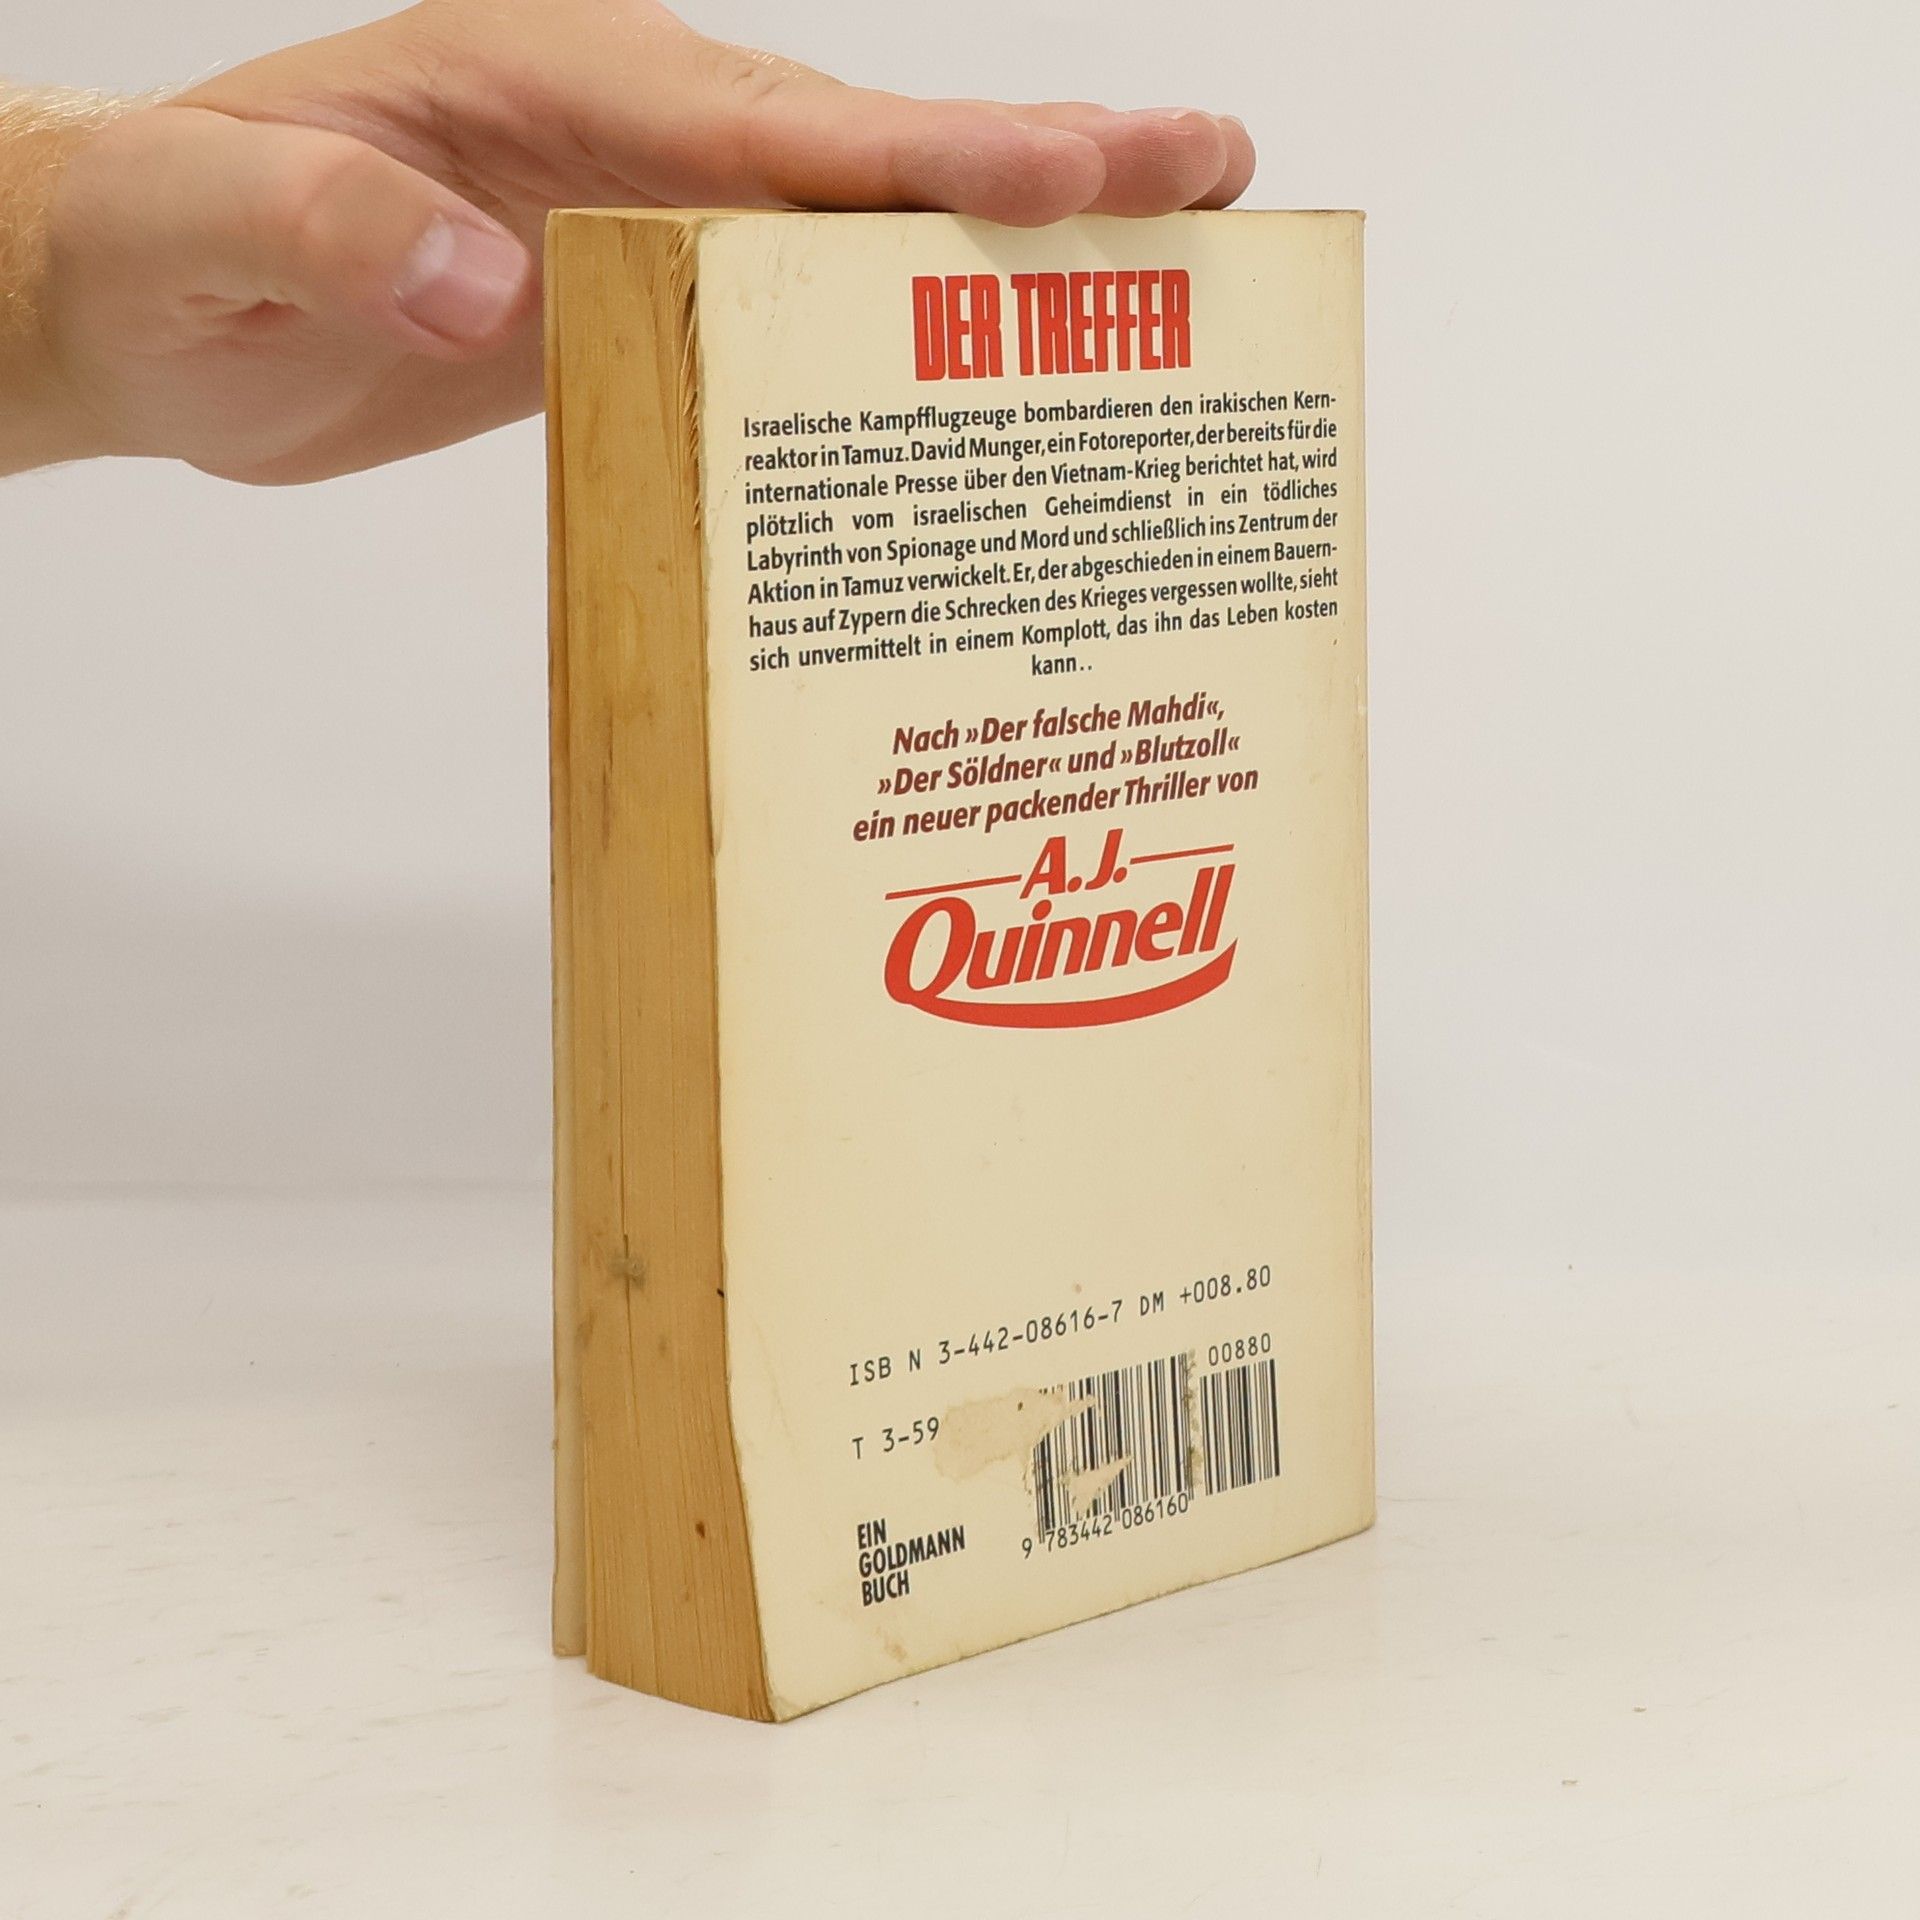 DER TREFFER
Israelische Kampfflugzeuge bombardieren den irakischen Kern-
reaktor in Tamuz. David Munger, ein Fotoreporter, der bereits für die
internationale Presse über den Vietnam-Krieg berichtet hat, wird
plötzlich vom israelischen Geheimdienst in ein tödliches
Labyrinth von Spionage und Mord und schließlich ins Zentrum der
Aktion in Tamuz verwickelt. Er, der abgeschieden in einem Bauern-
haus auf Zypern die Schrecken des Krieges vergessen wollte, sieht
sich unvermittelt in einem Komplott, das ihn das Leben kosten
kann..
Nach »Der falsche Mahdi«,
»Der Söldner« und »Blutzoll«
ein neuer packender Thriller von
A.J.
Quinnell
ISB N 3-442-08616-7 DM +008.80
00880
T 3-59
9 783442 086160
EIN
GOLDMANN
BUCH